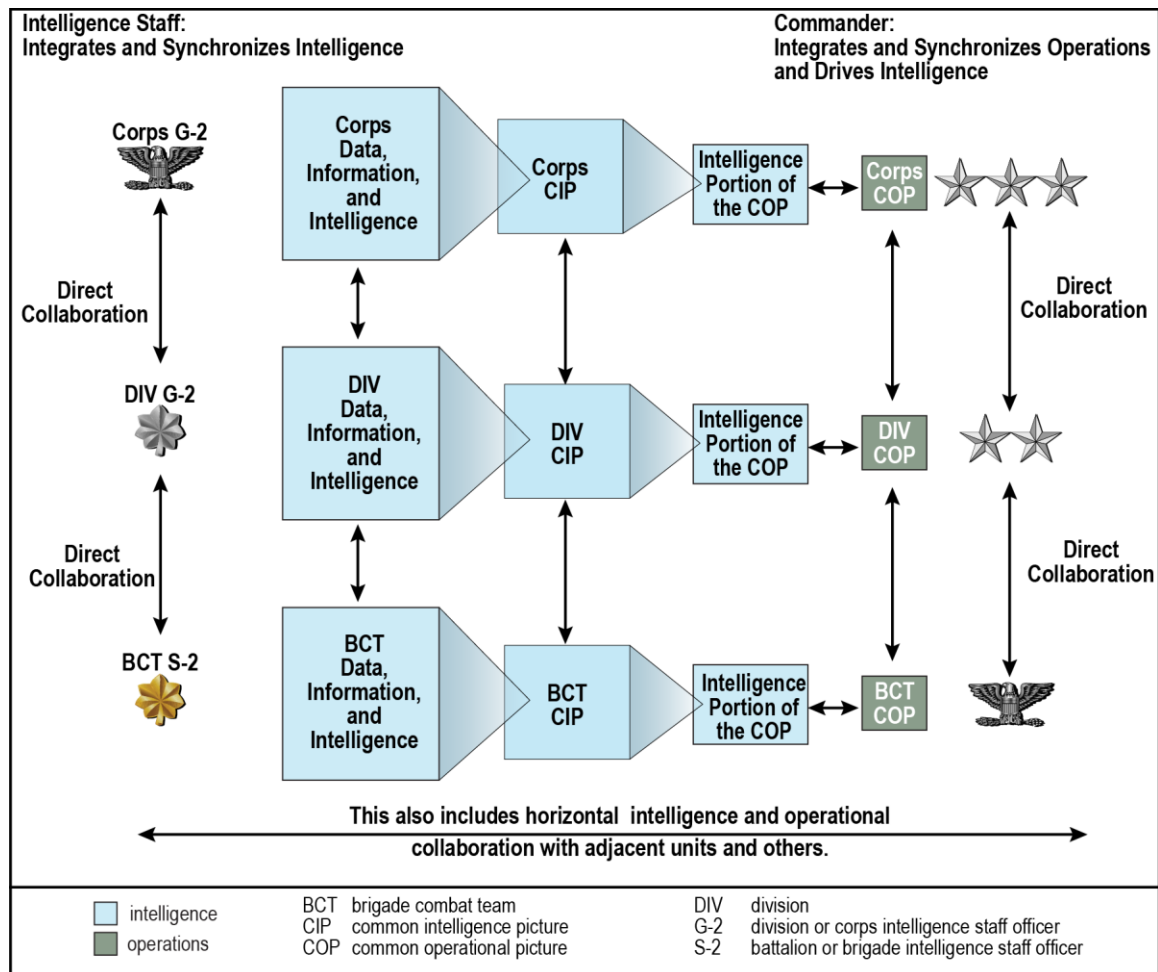 Intelligence Staff:
Integrates and Synchronizes Intelligence
Commander:
Integrates and Synchronizes Operations
and Drives Intelligence
Corps G-2
Corps
Data,
Information,
and
Intelligence
Corps
CIP
Intelligence
Portion of
the COP
Corps
COP
Direct
Collaboration
Direct
Collaboration
DIV G-2
DIV
Data,
Information,
and
Intelligence
DIV
CIP
Intelligence
Portion of
the COP
DIV
COP
Direct
Collaboration
Direct
Collaboration
BCT S-2
BCT
Data,
Information,
and
Intelligence
BCT
CIP
Intelligence
Portion of
the COP
BCT
COP
This also includes horizontal intelligence and operational
collaboration with adjacent units and others.
intelligence
operations
BCT brigade combat team
CIP common intelligence picture
COP common operational picture
DIV division
G-2 division or corps intelligence staff officer
S-2 battalion or brigade intelligence staff officer